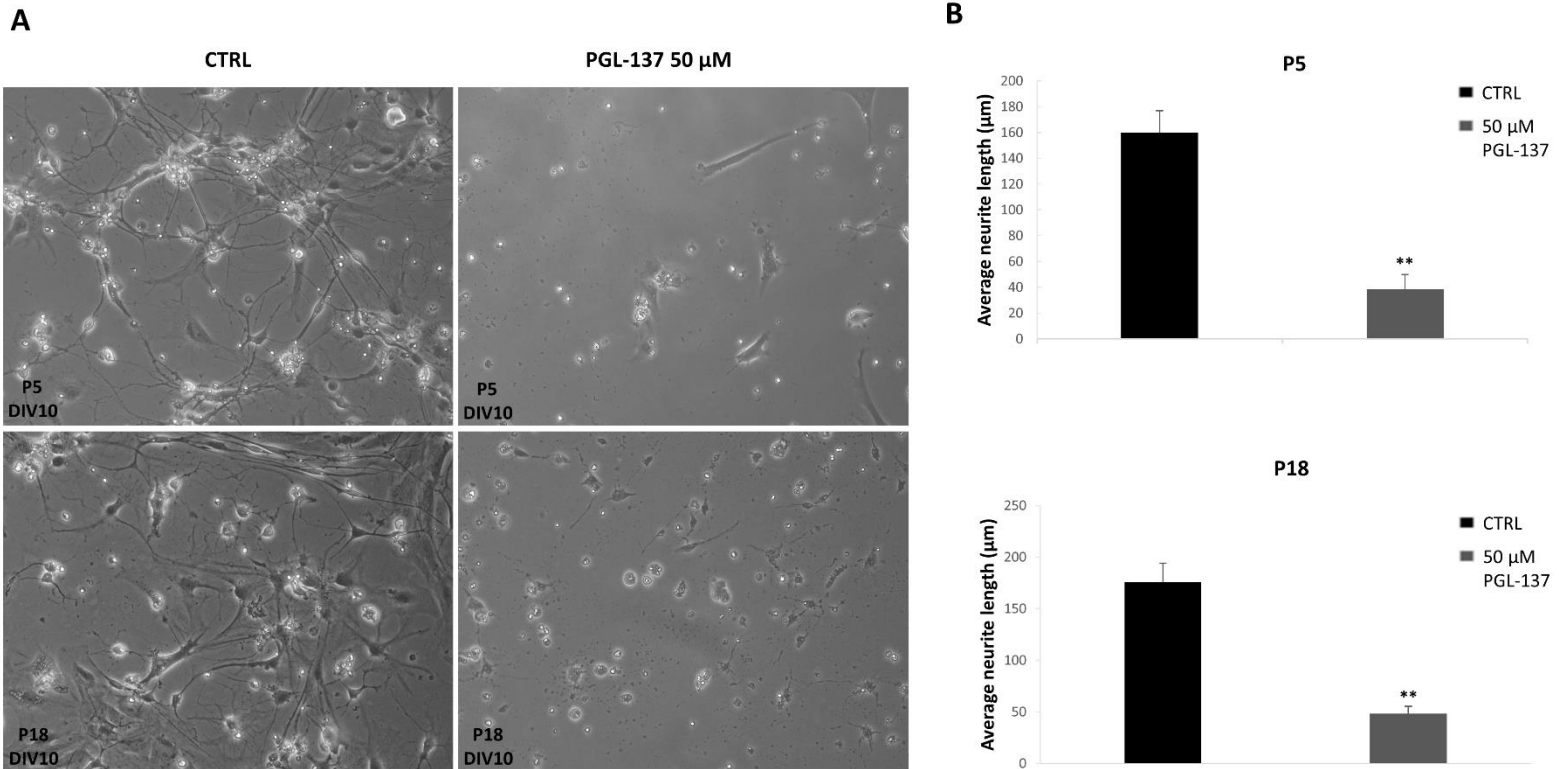 A
CTRL
PGL-137 50 µM
P5
DIV10
P5
DIV10
P18
DIV10
P18
DIV10
B
P5
Average neurite length (µm)
200
180
160
140
120
100
80
60
40
20
0
**
CTRL
50 µM
PGL-137
P18
Average neurite length (µm)
250
200
150
100
50
0
**
CTRL
50 µM
PGL-137